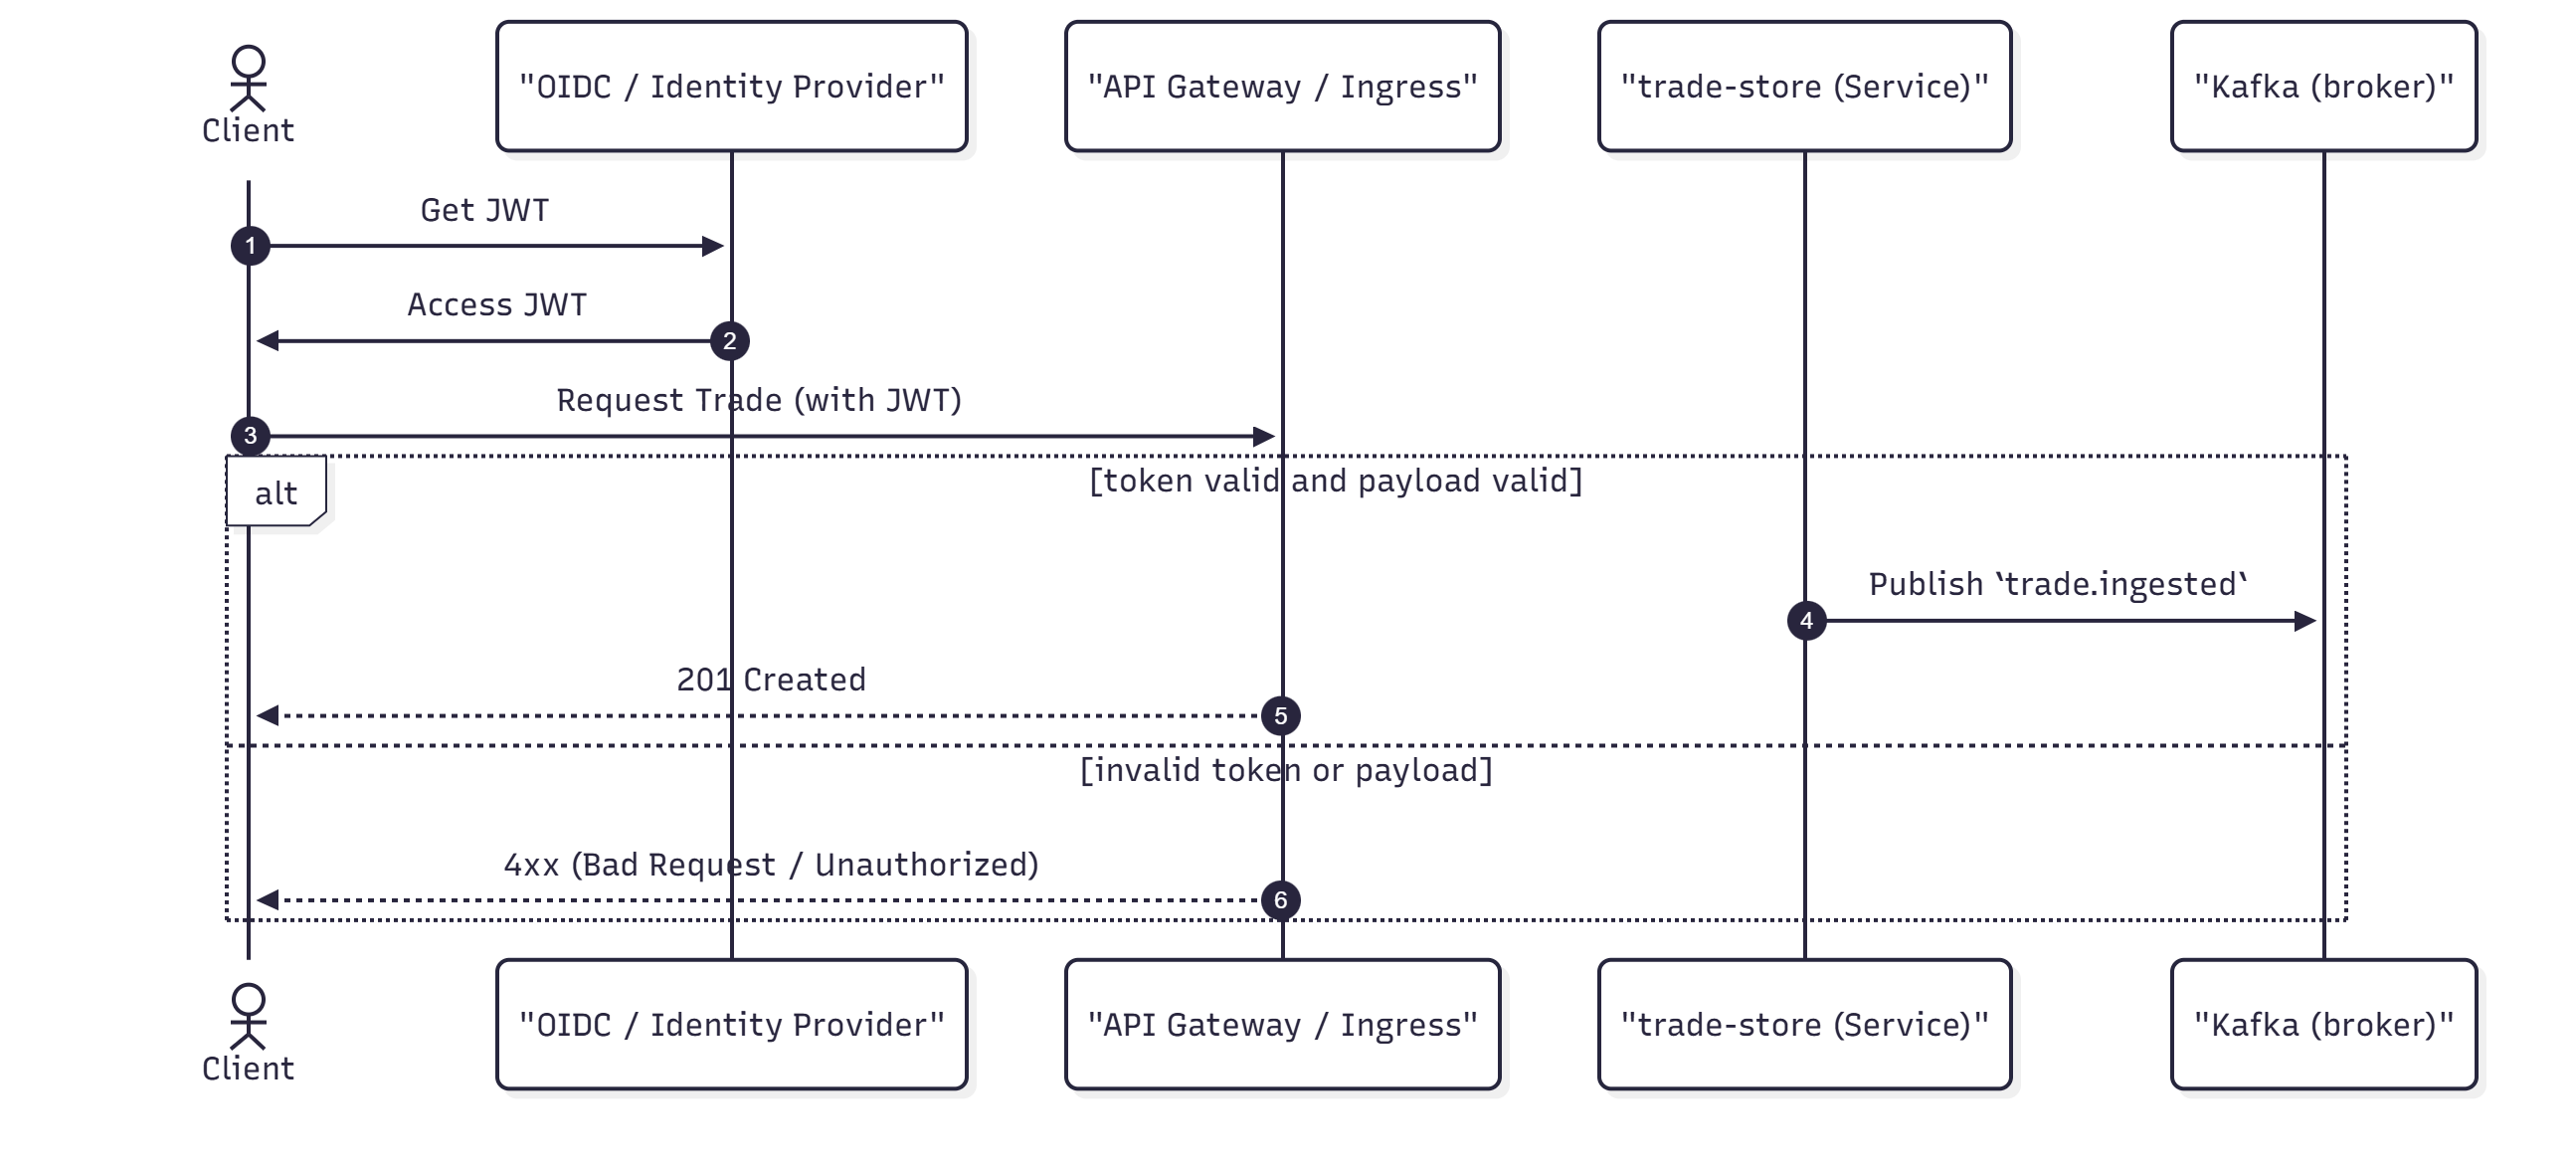 Client
"OIDC / Identity Provider"
"API Gateway / Ingress"
"trade-store (Service)"
"Kafka (broker)"
Get JWT
1
Access JWT
2
Request Trade (with JWT)
3
alt
[token valid and payload valid]
Publish `trade.ingested`
4
201 Created
5
[invalid token or payload]
4xx (Bad Request / Unauthorized)
6
Client
"OIDC / Identity Provider"
"API Gateway / Ingress"
"trade-store (Service)"
"Kafka (broker)"